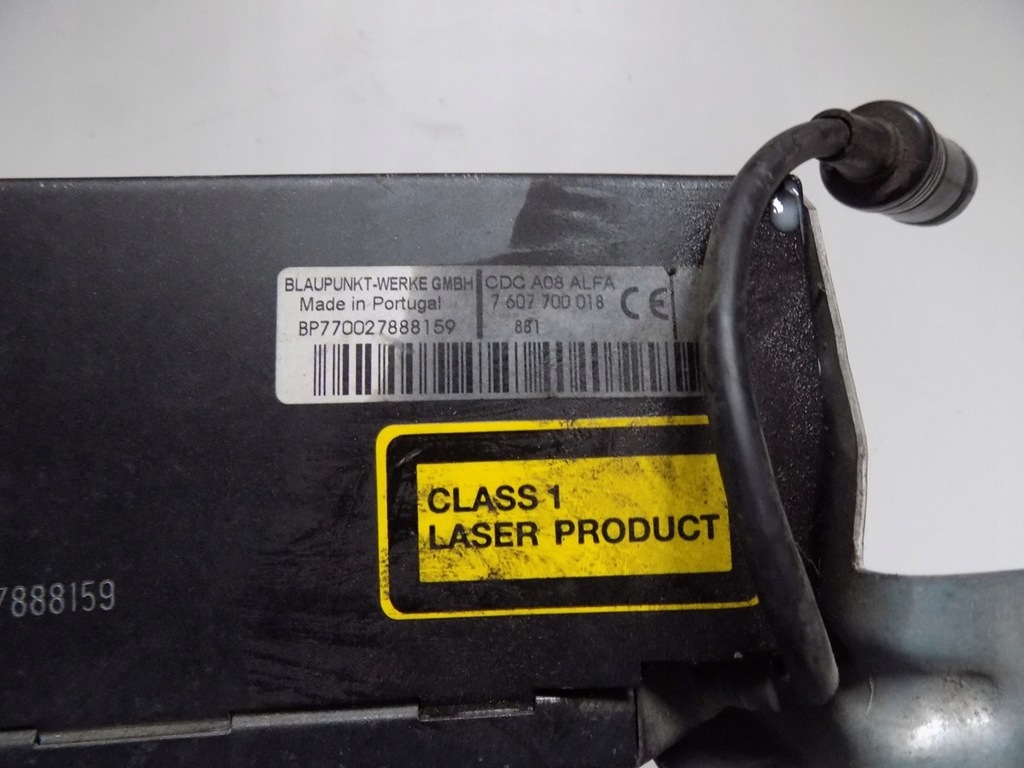 BLAUPUNKT-WERKE GMBH CDC A08 ALFA
Made in Portugal 7 607 700 018 CE
BP770027888159 881
CLASS 1
LASER PRODUCT
7888159